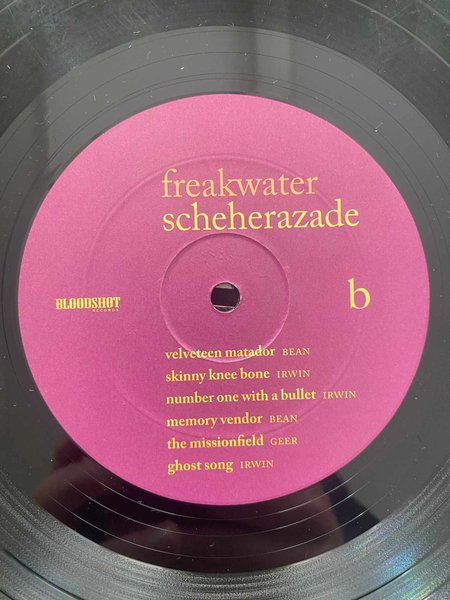 freakwater
scheherazade
BLOODSHOT
RECORDS
b
velveteen matador BEAN
skinny knee bone IRWIN
number one with a bullet IRWIN
memory vendor BEAN
the missionfield GEER
ghost song IRWIN